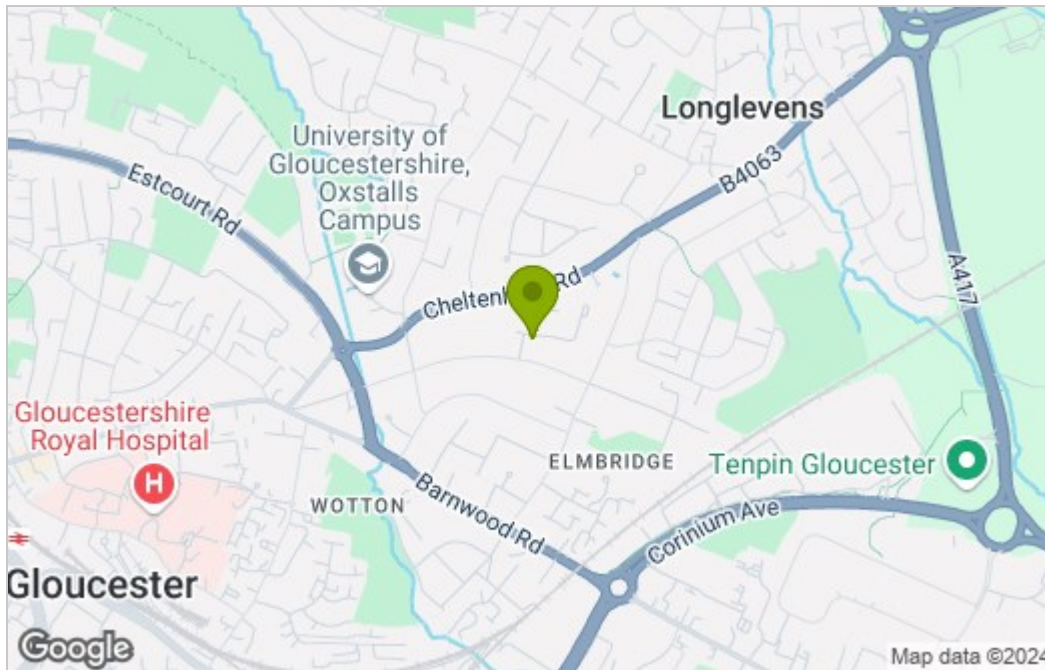 Longlevens
University of
Gloucestershire,
Oxstalls
Campus
Estcourt Rd
B4063
A417
Rd
Gloucestershire
Royal Hospital
H
ELMBRIDGE
Tenpin Gloucester
WOTTON
Barnwood Rd
Corinium Ave
Gloucester
Google
Map data ©2024